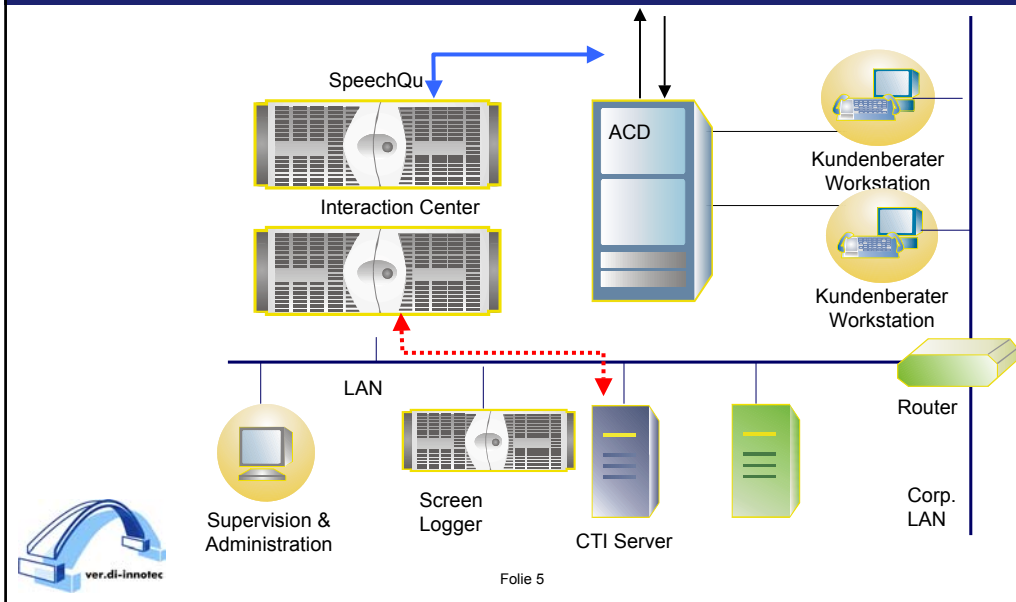 SpeechQu
ACD
Kundenberater
Workstation
Interaction Center
Kundenberater
Workstation
LAN
Router
Screen
Logger
Corp.
LAN
Supervision &
Administration
CTI Server
ver.di-innotec
Folie 5